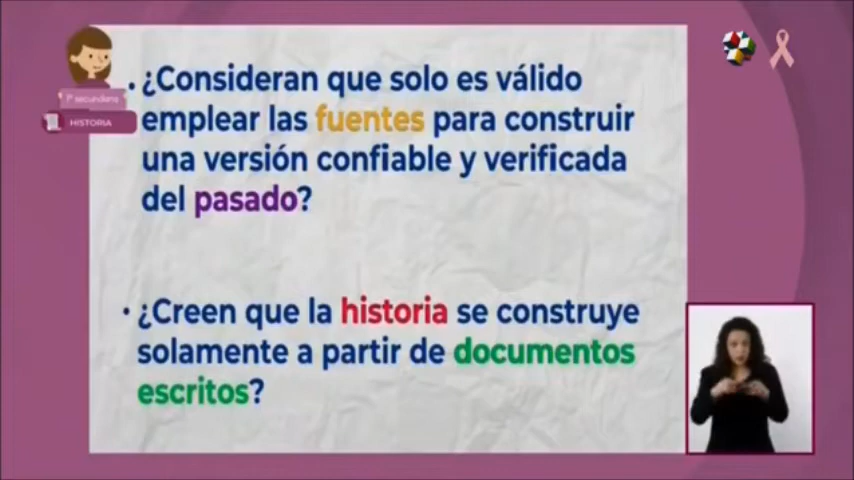 1º secundaria
HISTORIA
. ¿Consideran que solo es válido
emplear las fuentes para construir
una versión confiable y verificada
del pasado?
· ¿Creen que la historia se construye
solamente a partir de documentos
escritos?